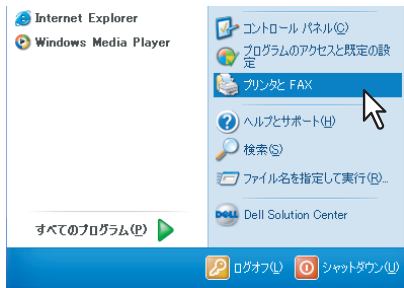 Internet Explorer
Windows Media Player
すべてのプログラム(P)
コントロール パネル(C)
プログラムのアクセスと既定の設
定
プリンタと FAX
ヘルプとサポート(H)
検索(S)
ファイル名を指定して実行(R)...
DELL
Dell Solution Center
ログオフ(L)
シャットダウン(U)